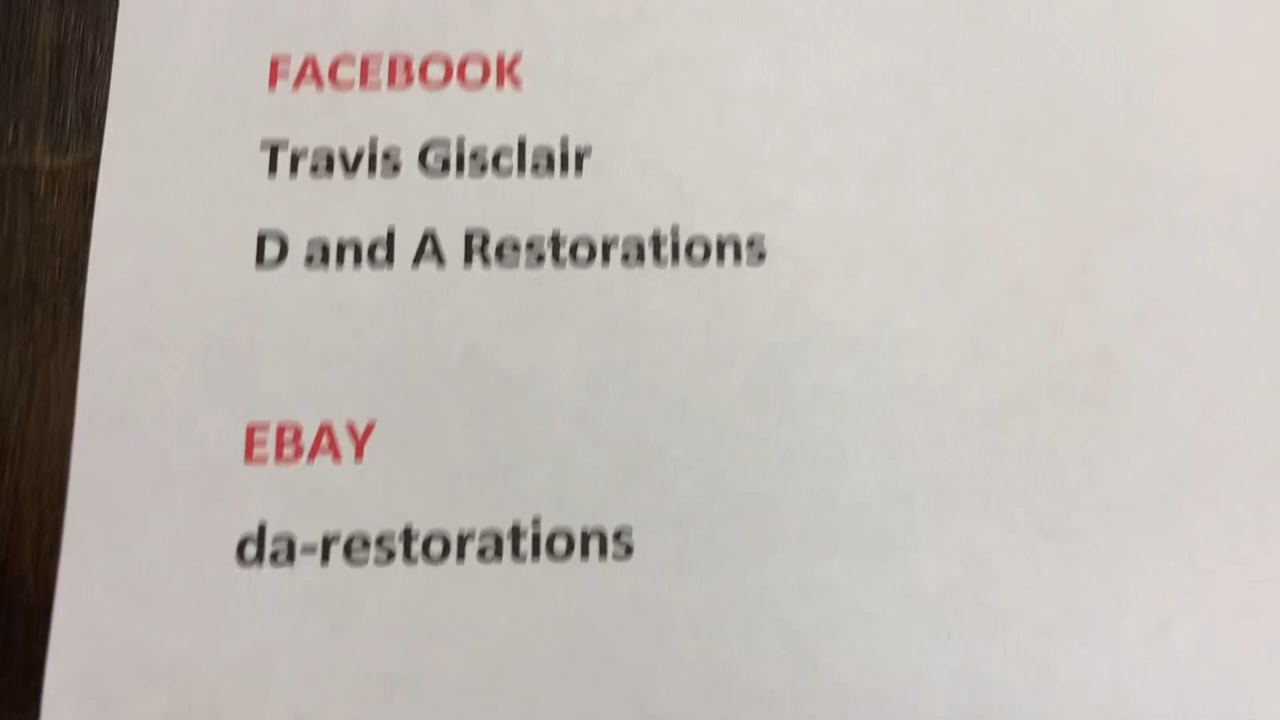 FACEBOOK
Travis Gisclair
D and A Restorations
EBAY
da-restorations